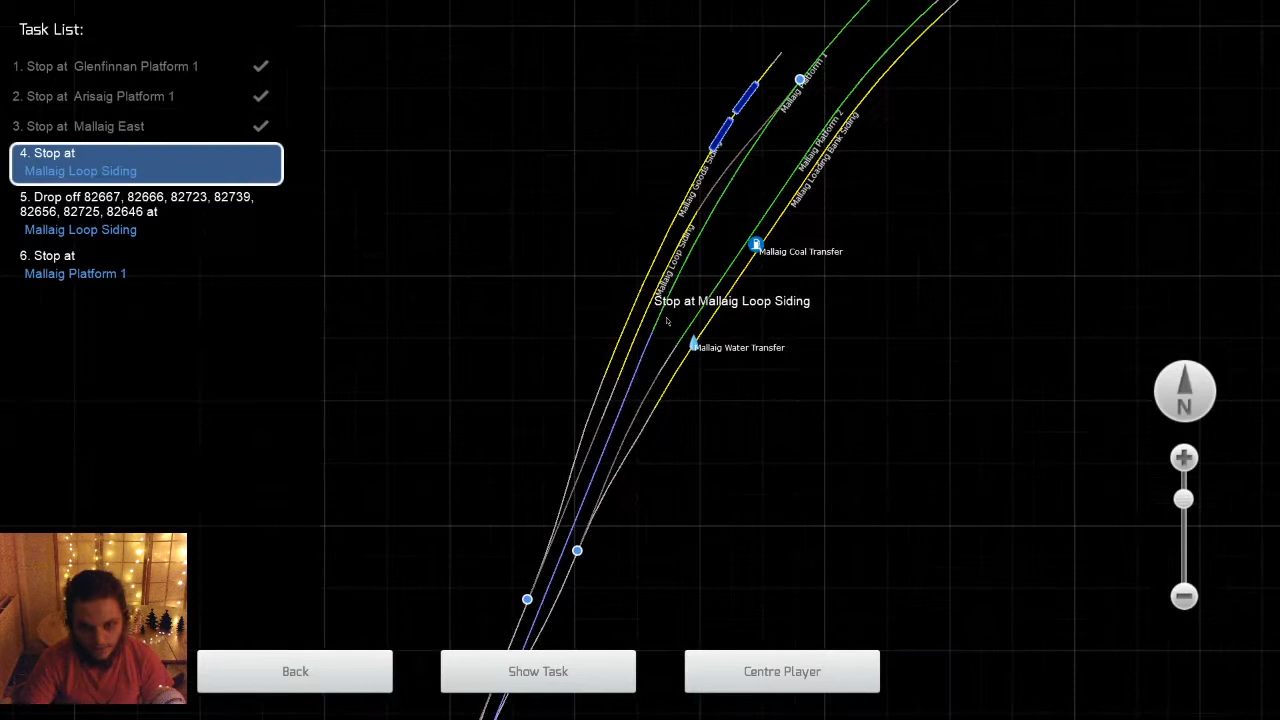 Task List:
1. Stop at Glenfinnan Platform 1
2. Stop at Arisaig Platform 1
3. Stop at Mallaig East
4. Stop at
Mallaig Loop Siding
5. Drop off 82667, 82666, 82723, 82739,
82656, 82725, 82646 at
Mallaig Loop Siding
6. Stop at
Mallaig Platform 1
Mallaig Platform 1
Mallaig Platform 2
Mallaig Loading Bank Siding
Mallaig Goods Siding
Mallaig Loop Siding
Mallaig Coal Transfer
Stop at Mallaig Loop Siding
Mallaig Water Transfer
N
Back
Show Task
Centre Player